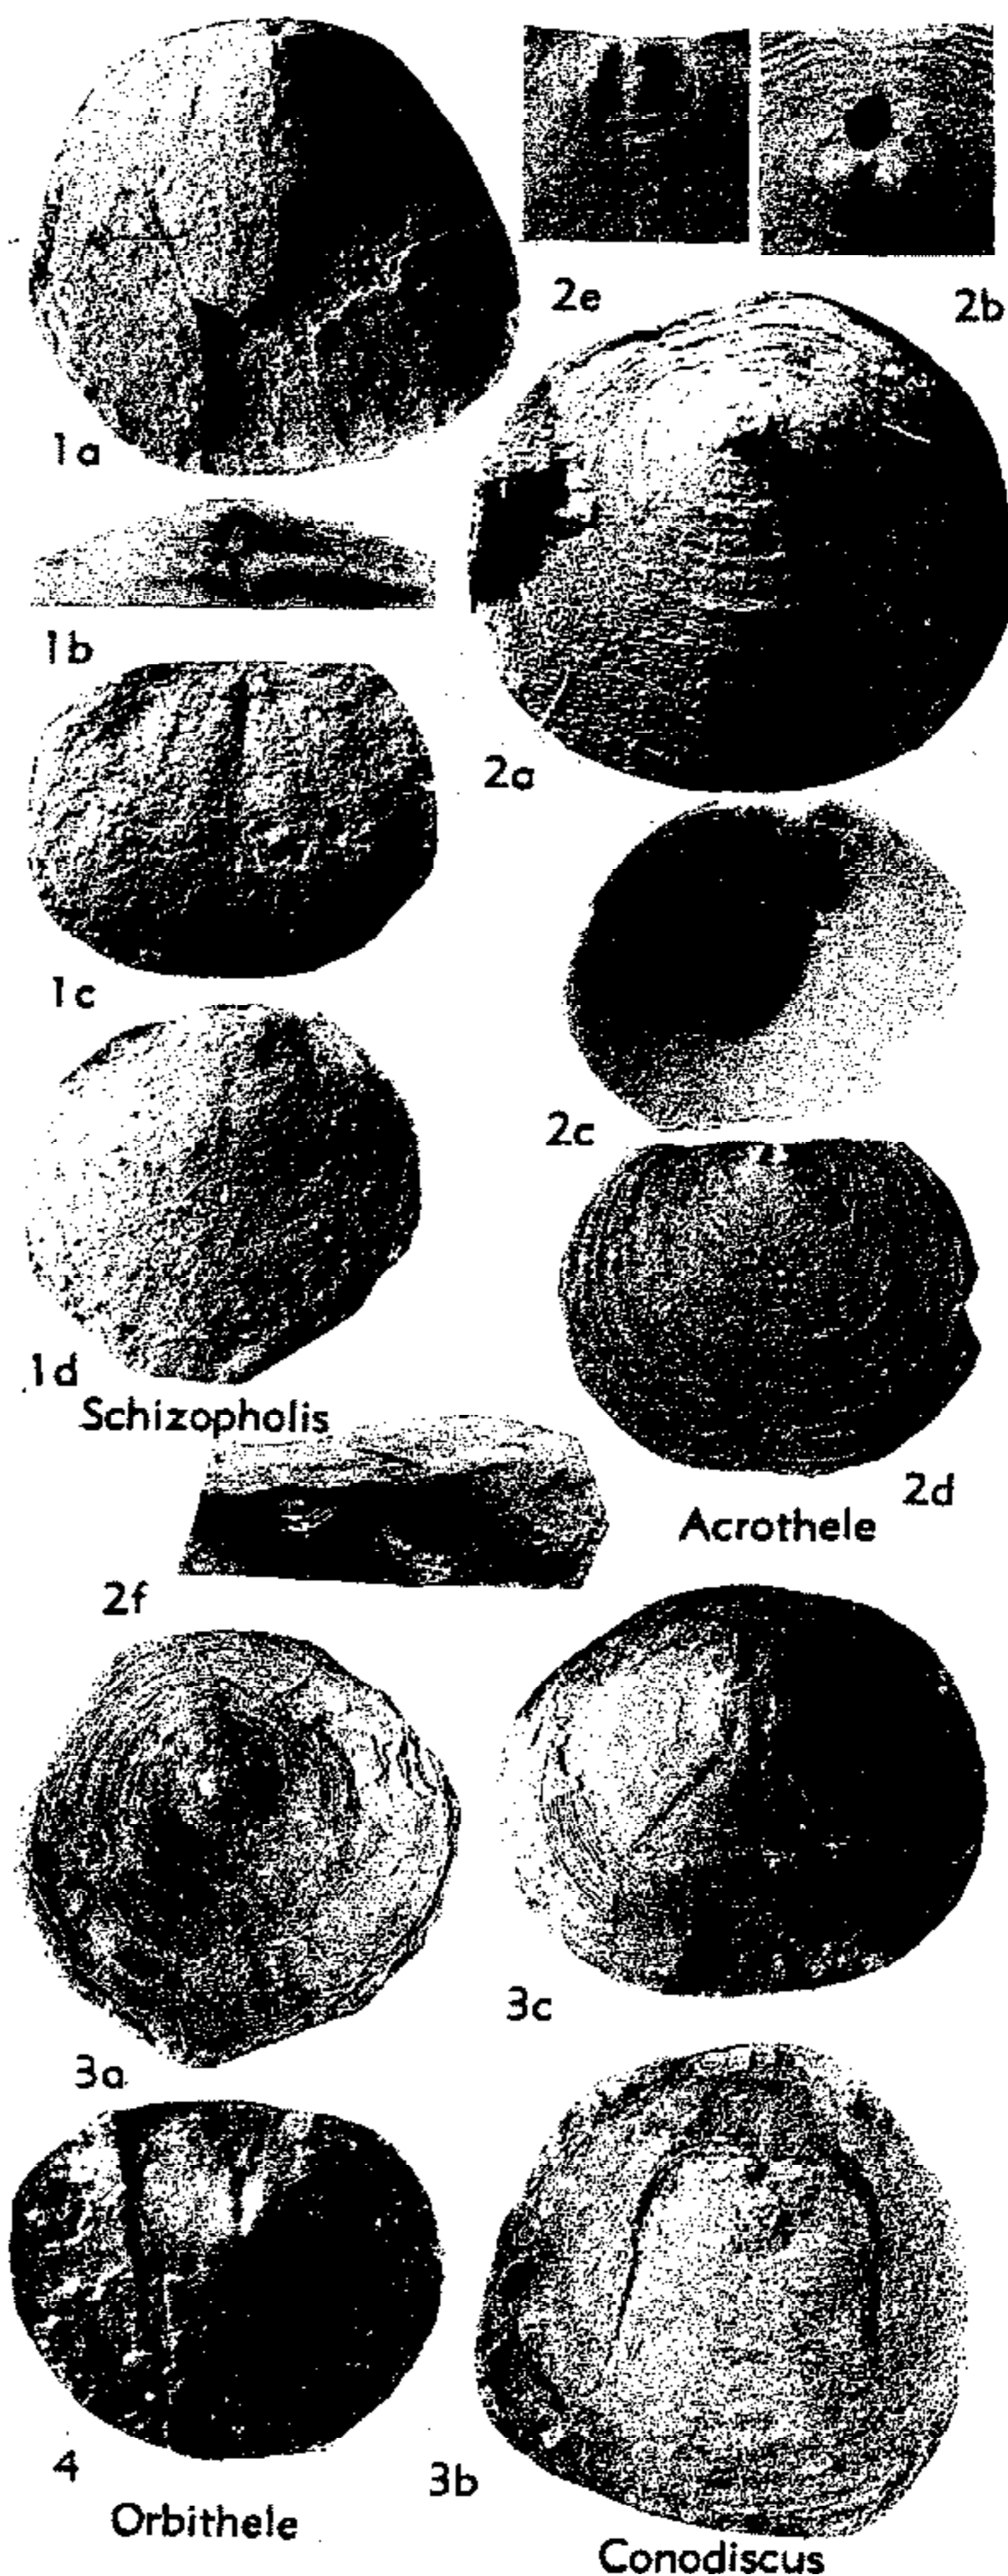 2e
2b
1a
1b
2a
1c
2c
1d
Schizopholis
2d
Acrothele
2f
3c
3a
4
3b
Orbithele
Conodiscus